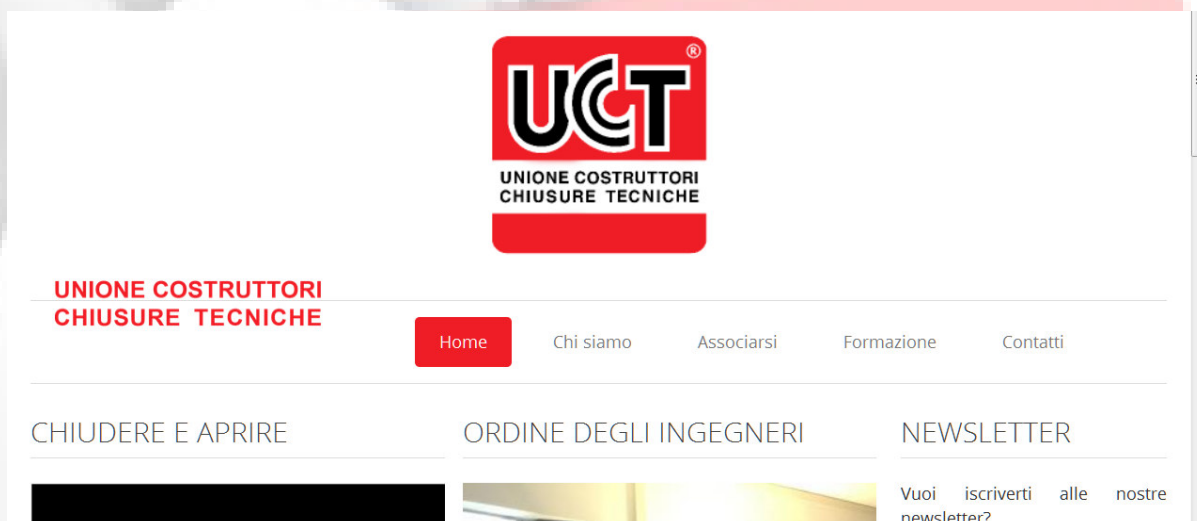 UCT®
UNIONE COSTRUTTORI
CHIUSURE TECNICHE
UNIONE COSTRUTTORI
CHIUSURE TECNICHE
Home Chi siamo Associarsi Formazione Contatti
CHIUDERE E APRIRE
ORDINE DEGLI INGEGNERI
NEWSLETTER
Vuoi iscriverti alle nostre
newsletter?